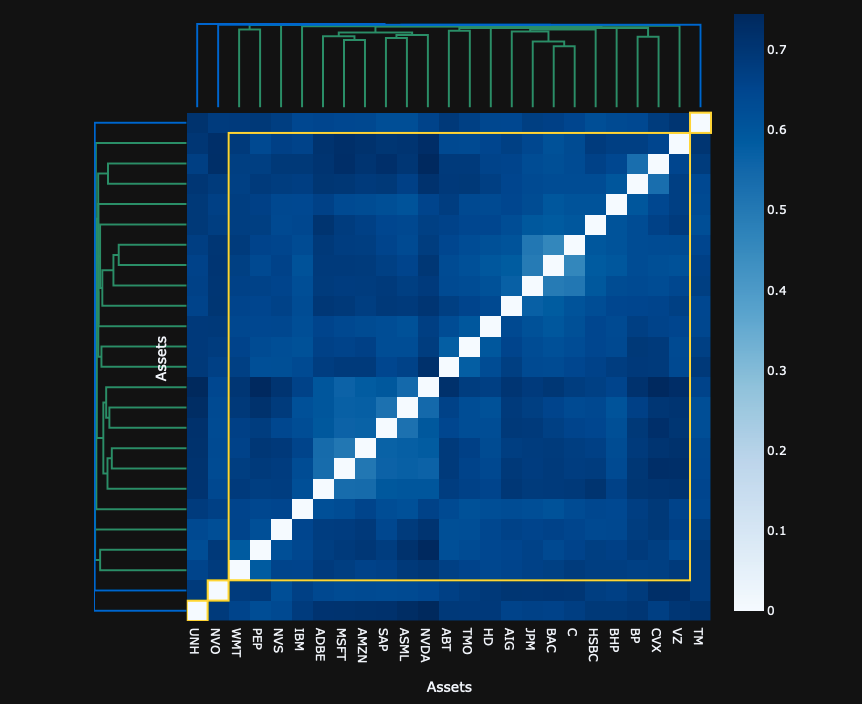 0.7
0.6
0.5
0.4
0.3
0.2
0.1
0
Assets
UNH
NVO
WMT
PEP
NVS
IBM
ADBE
MSFT
AMZN
SAP
ASML
NVDA
ABT
TMO
HD
AIG
JPM
BAC
C
HSBC
BHP
BP
CVX
VZ
TM
Assets